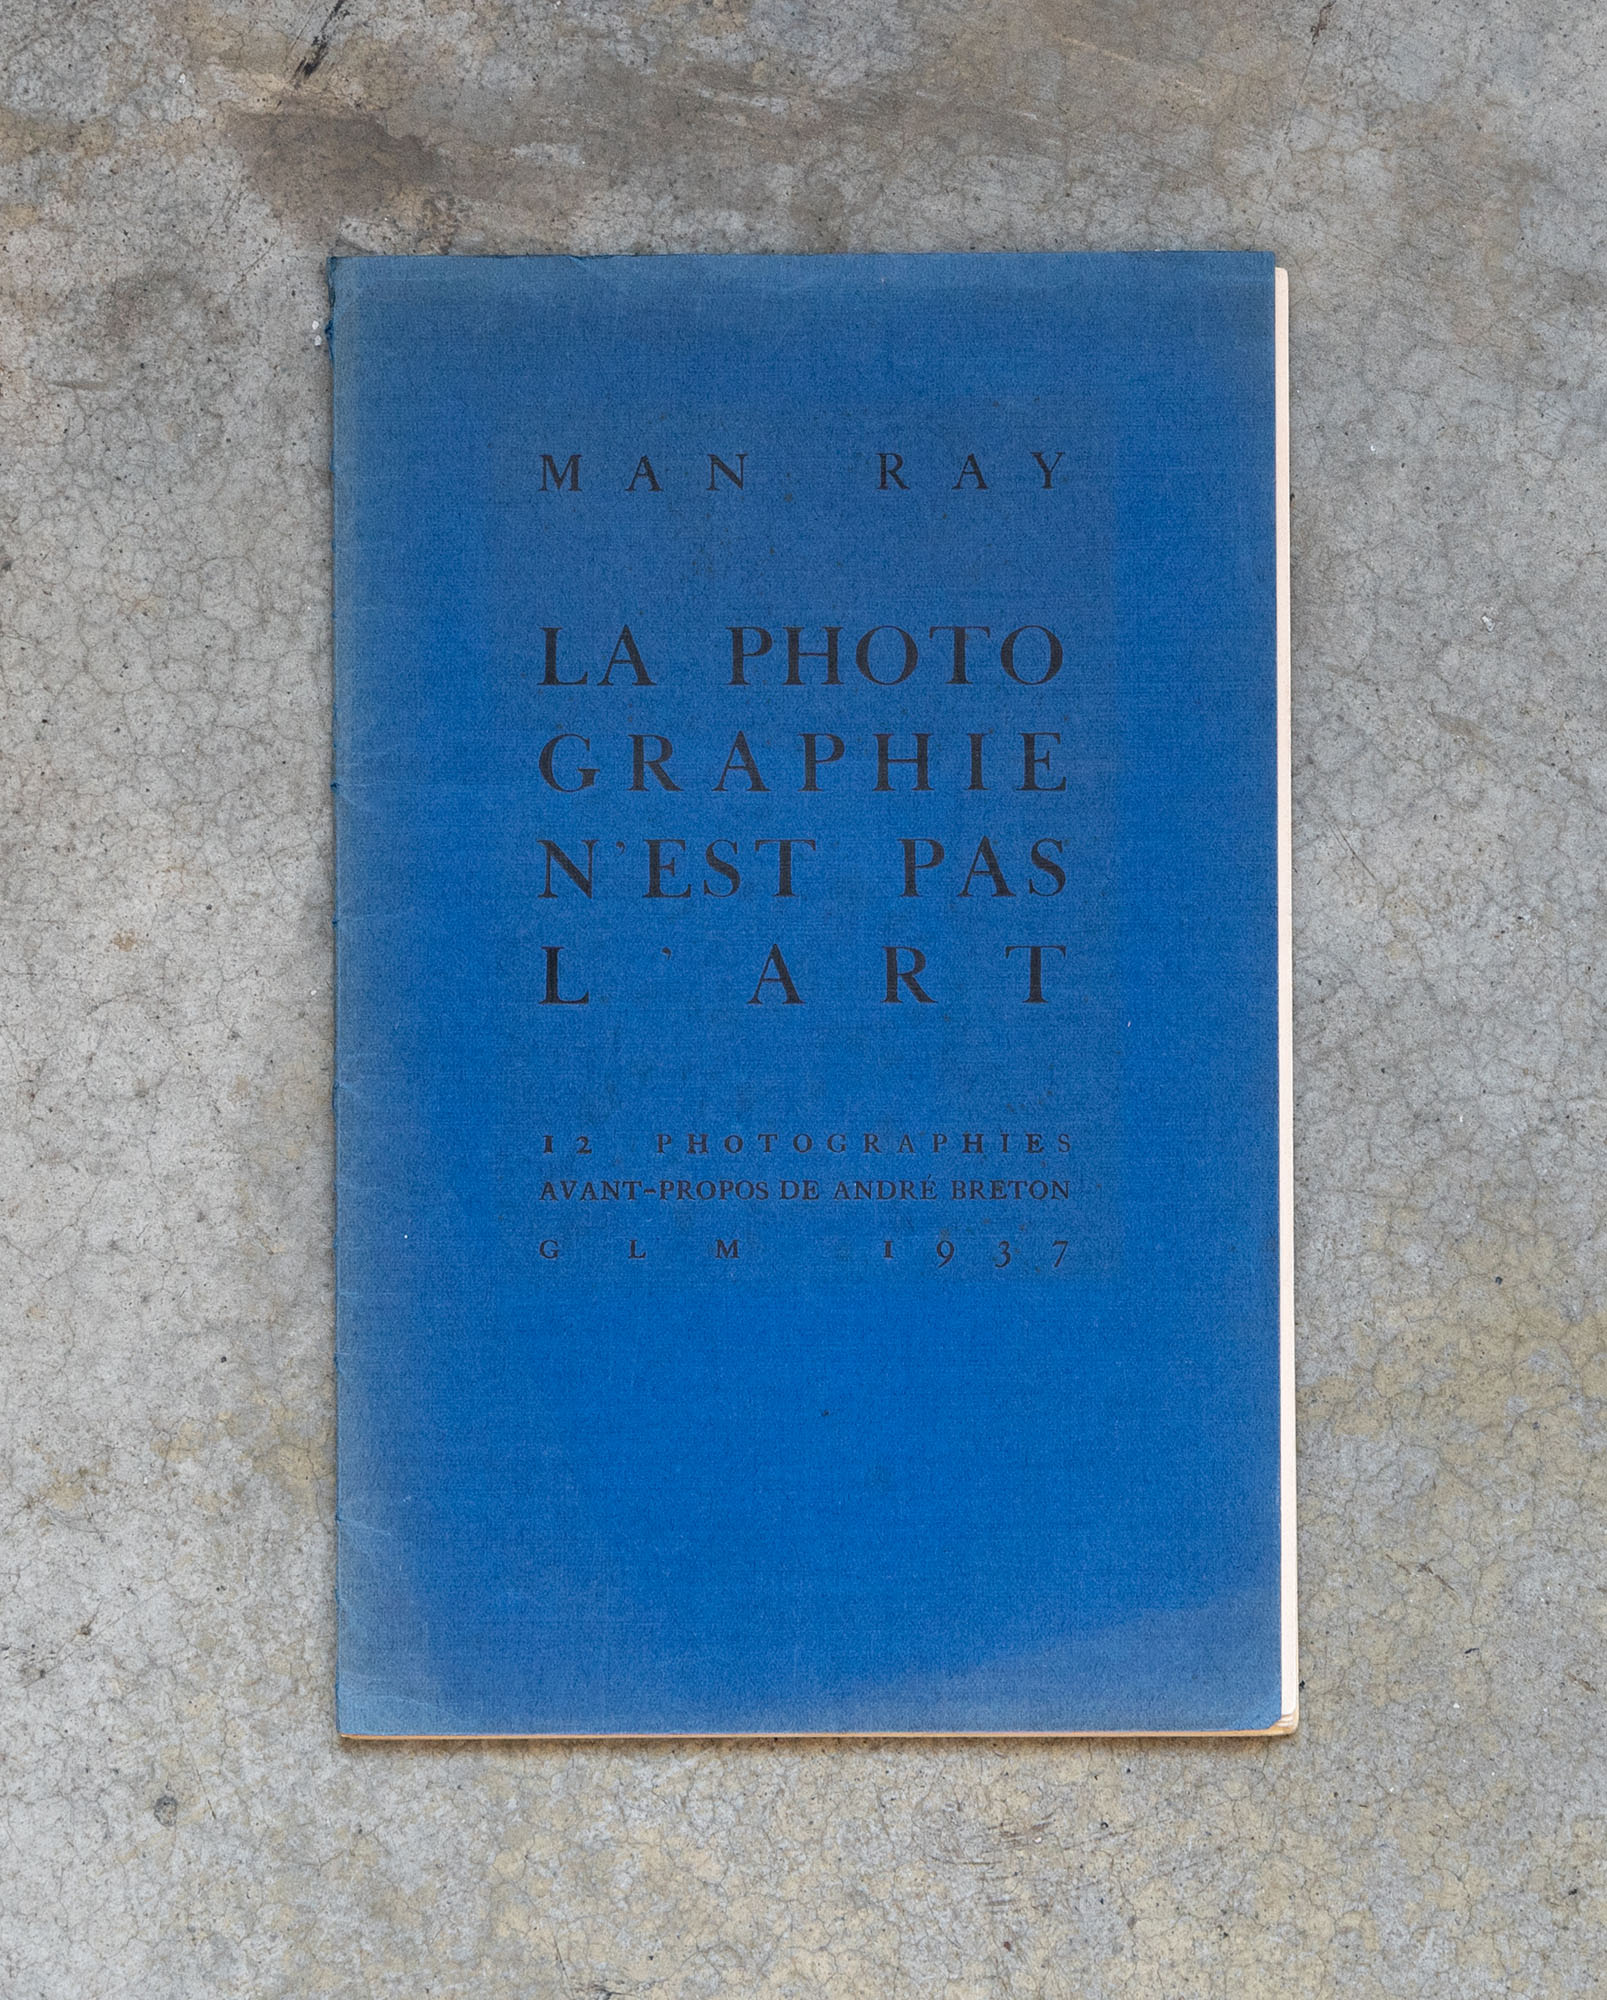 MAN RAY
LA PHOTO
GRAPHIE
N'EST PAS
L'ART
12 PHOTOGRAPHIES
AVANT-PROPOS DE ANDRÉ BRETON
GLM 1937